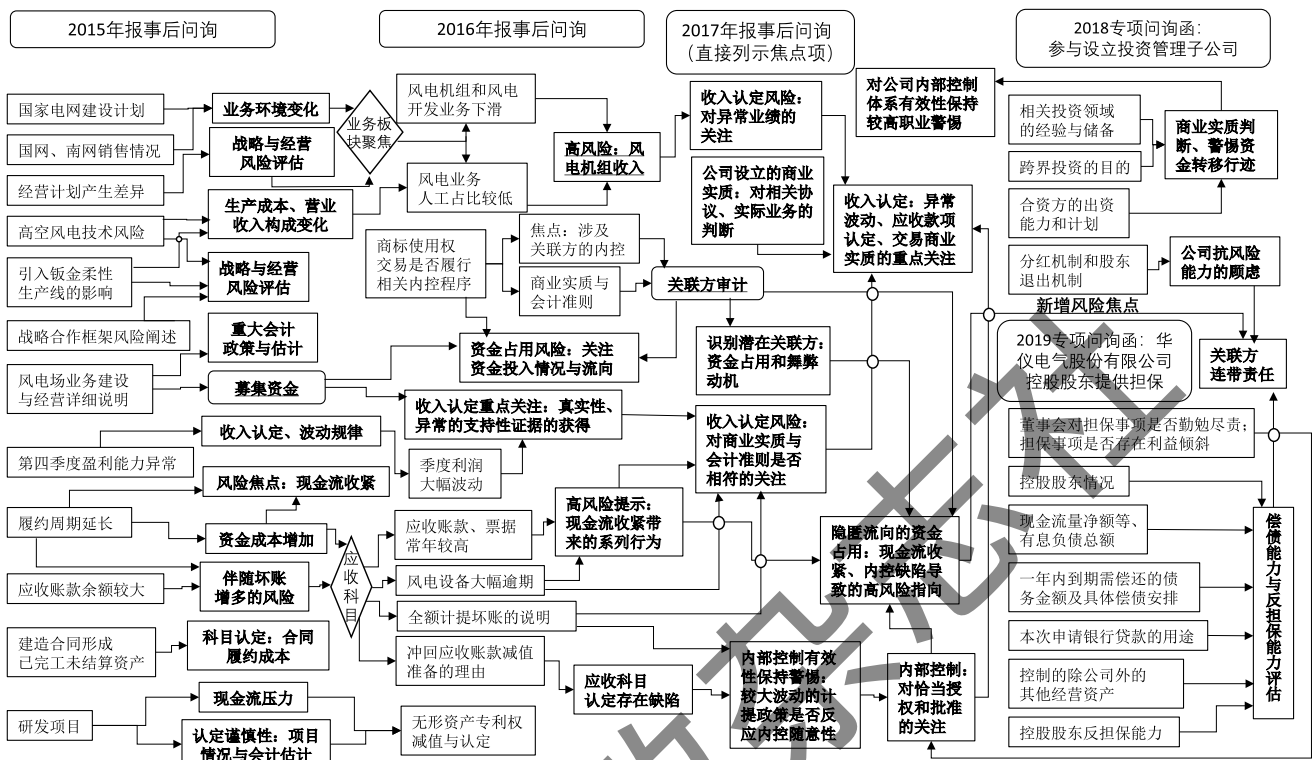 2015年报事后问询
2016年报事后问询
2017年报事后问询
（直接列示焦点项）
2018专项问询函：
参与设立投资管理子公司
国家电网建设计划
国网、南网销售情况
经营计划产生差异
高空风电技术风险
引入钣金柔性
生产线的影响
战略合作框架风险阐述
风电场业务建设
与经营详细说明
第四季度盈利能力异常
履约周期延长
应收账款余额较大
建造合同形成
已完工未结算资产
研发项目
业务环境变化
战略与经营
风险评估
生产成本、营业
收入构成变化
战略与经营
风险评估
重大会计
政策与估计
募集资金
收入认定、波动规律
风险焦点：现金流收紧
资金成本增加
伴随坏账
增多的风险
科目认定：合同
履约成本
现金流压力
认定谨慎性：项目
情况与会计估计
业务板
块聚焦
应
收
科
目
风电机组和风电
开发业务下滑
风电业务
人工占比较低
高风险：风
电机组收入
商标使用权
交易是否履行
相关内控程序
焦点：涉及
关联方的内控
商业实质与
会计准则
关联方审计
资金占用风险：关注
资金投入情况与流向
收入认定重点关注：真实性、
异常的支持性证据的获得
季度利润
大幅波动
应收账款、票据
常年较高
风电设备大幅逾期
全额计提坏账的说明
冲回应收账款减值
准备的理由
无形资产专利权
减值与认定
高风险提示：
现金流收紧带
来的系列行为
应收科目
认定存在缺陷
收入认定风险：
对异常业绩的
关注
公司设立的商业
实质：对相关协
议、实际业务的
判断
识别潜在关联方：
资金占用和舞弊
动机
收入认定风险：
对商业实质与
会计准则是否
相符的关注
内部控制有效
性保持警惕：
较大波动的计
提政策是否反
应内控随意性
对公司内部控制
体系有效性保持
较高职业警惕
收入认定：异常
波动、应收款项
认定、交易商业
实质的重点关注
隐匿流向的资金
占用：现金流收
紧、内控缺陷导
致的高风险指向
内部控制：
对恰当授
权和批准
的关注
相关投资领域
的经验与储备
跨界投资的目的
合资方的出资
能力和计划
分红机制和股东
退出机制
商业实质判
断、警惕资
金转移行迹
公司抗风险
能力的顾虑
新增风险焦点
2019专项问询函：华
仪电气股份有限公司
控股股东提供担保
关联方
连带责任
董事会对担保事项是否勤勉尽责；
担保事项是否存在利益倾斜
控股股东情况
现金流量净额等、
有息负债总额
一年内到期需偿还的债
务金额及具体偿债安排
本次申请银行贷款的用途
控制的除公司外的
其他经营资产
控股股东反担保能力
偿债能力与反担保能力评估
杂志社